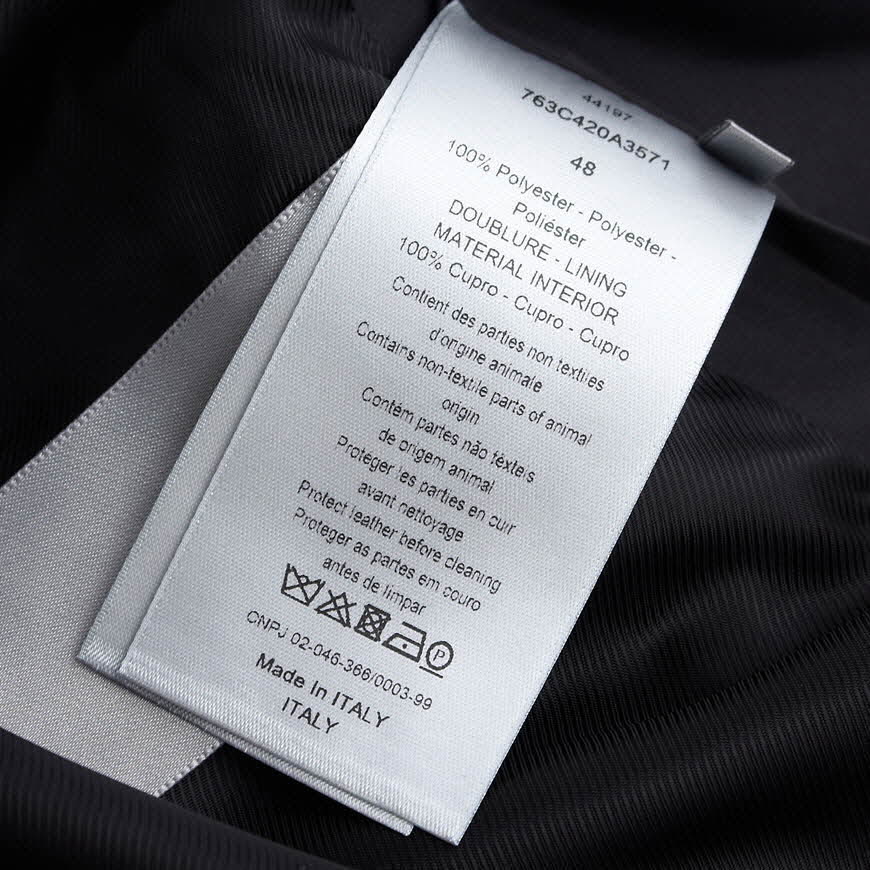 44197
763C420A3571
48
100% Polyester - Polyester -
Poliéster
DOUBLURE - LINING
MATERIAL INTERIOR
100% Cupro - Cupro - Cupro
Contient des parties non textiles
d'origine animale
Contains non-textile parts of animal
origin
Contém partes não têxteis
de origem animal
Protéger les parties en cuir
avant nettoyage
Protect leather before cleaning
Proteger as partes em couro
antes de limpar
P
CNPJ 02-046-366/0003-99
Made In ITALY
ITALY